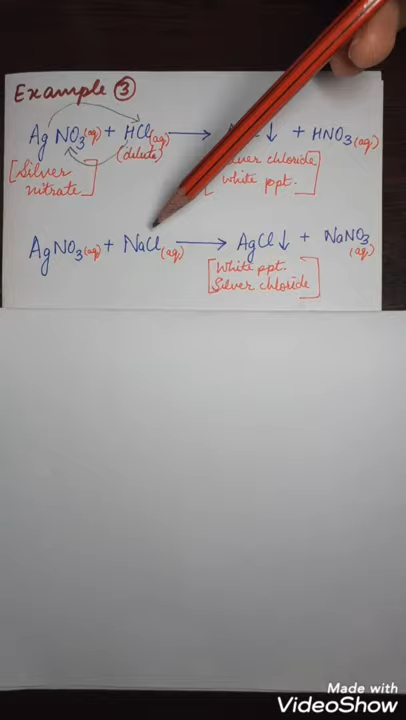 Example ③
AgNO₃(aq) + HCl(aq) → ↓ + HNO₃(aq)
(dilute)
[Silver nitrate]
chloride
White ppt.]
AgNO₃(aq) + NaCl(aq) → AgCl↓ + NaNO₃(aq)
[White ppt.
Silver chloride]
Made with
VideoShow